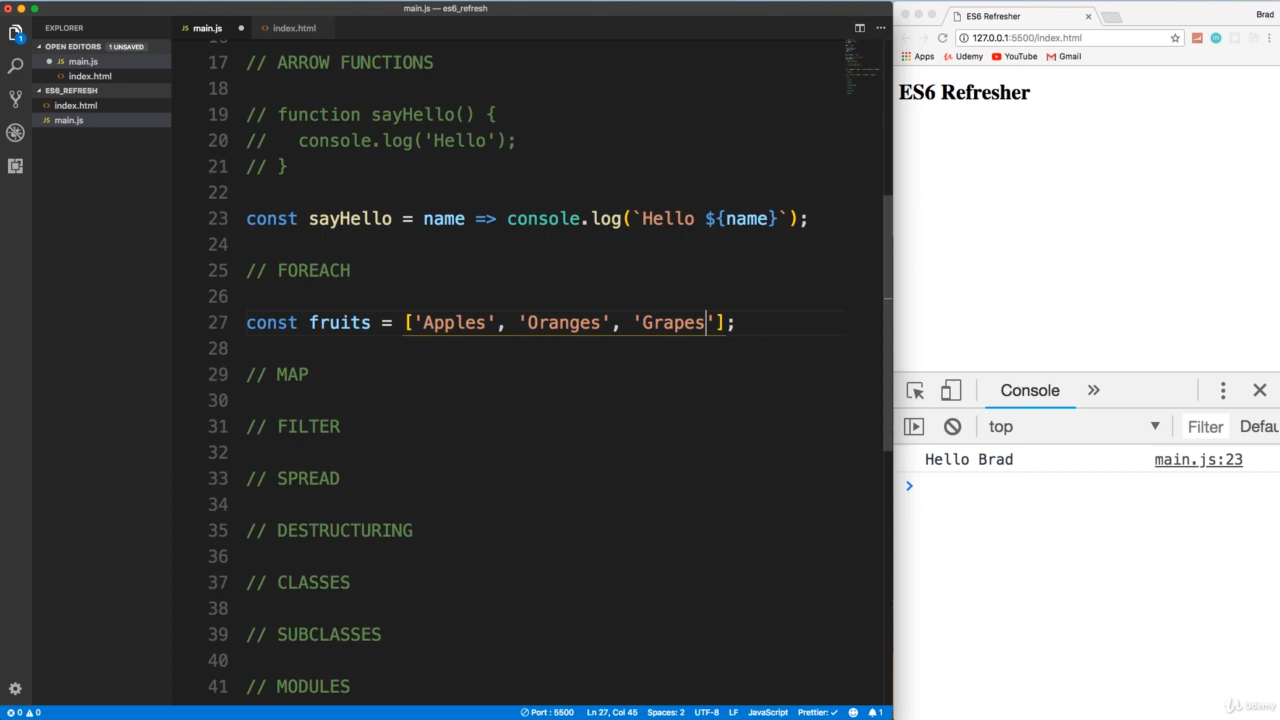 main.js — es6_refresh
EXPLORER
OPEN EDITORS 1 UNSAVED
main.js
index.html
ES6_REFRESH
index.html
main.js
1
main.js
index.html
17 // ARROW FUNCTIONS
18
19 // function sayHello() {
20 //   console.log('Hello');
21 // }
22
23 const sayHello = name => console.log(`Hello ${name}`);
24
25 // FOREACH
26
27 const fruits = ['Apples', 'Oranges', 'Grapes'];
28
29 // MAP
30
31 // FILTER
32
33 // SPREAD
34
35 // DESTRUCTURING
36
37 // CLASSES
38
39 // SUBCLASSES
40
41 // MODULES
0 0 Port : 5500 Ln 27, Col 45 Spaces: 2 UTF-8 LF JavaScript Prettier: ✓ 1
ES6 Refresher
Brad
127.0.0.1:5500/index.html
Apps Udemy YouTube Gmail
ES6 Refresher
Console
top Filter Defau
Hello Brad main.js:23
Udemy